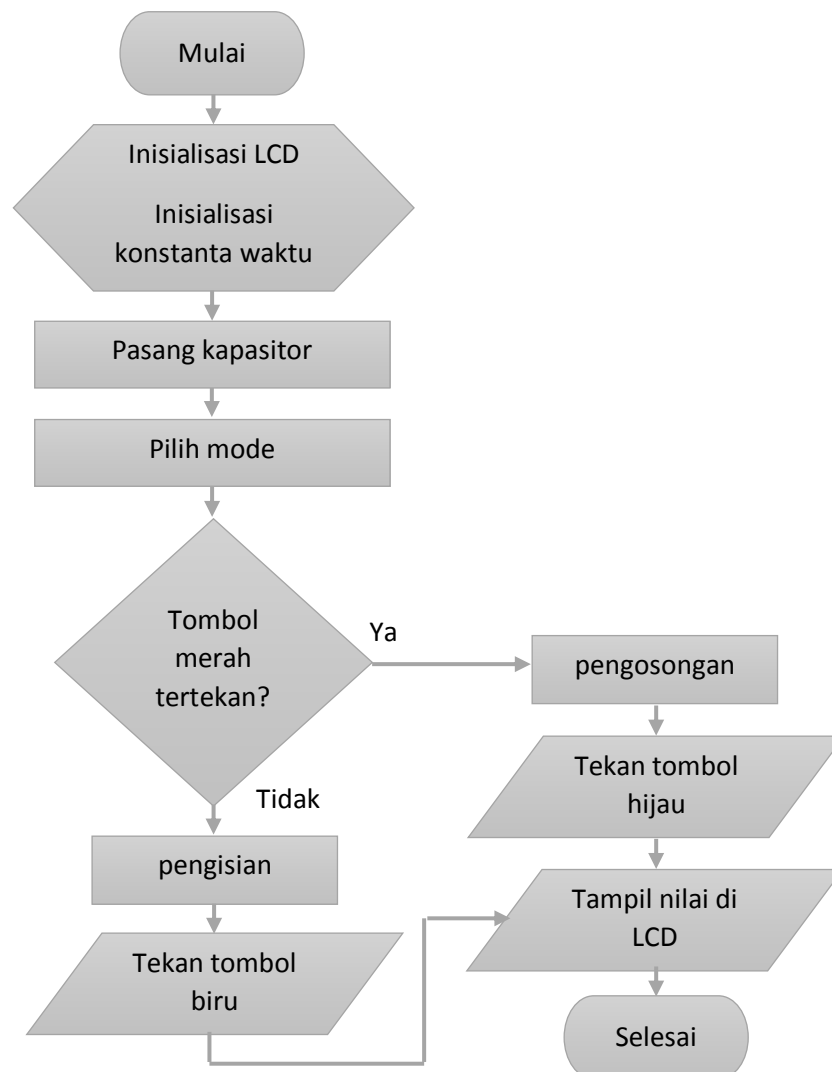 Mulai
Inisialisasi LCD
Inisialisasi
konstanta waktu
Pasang kapasitor
Pilih mode
Tombol
merah
tertekan?
Ya
pengosongan
Tekan tombol
hijau
Tidak
pengisian
Tekan tombol
biru
Tampil nilai di
LCD
Selesai